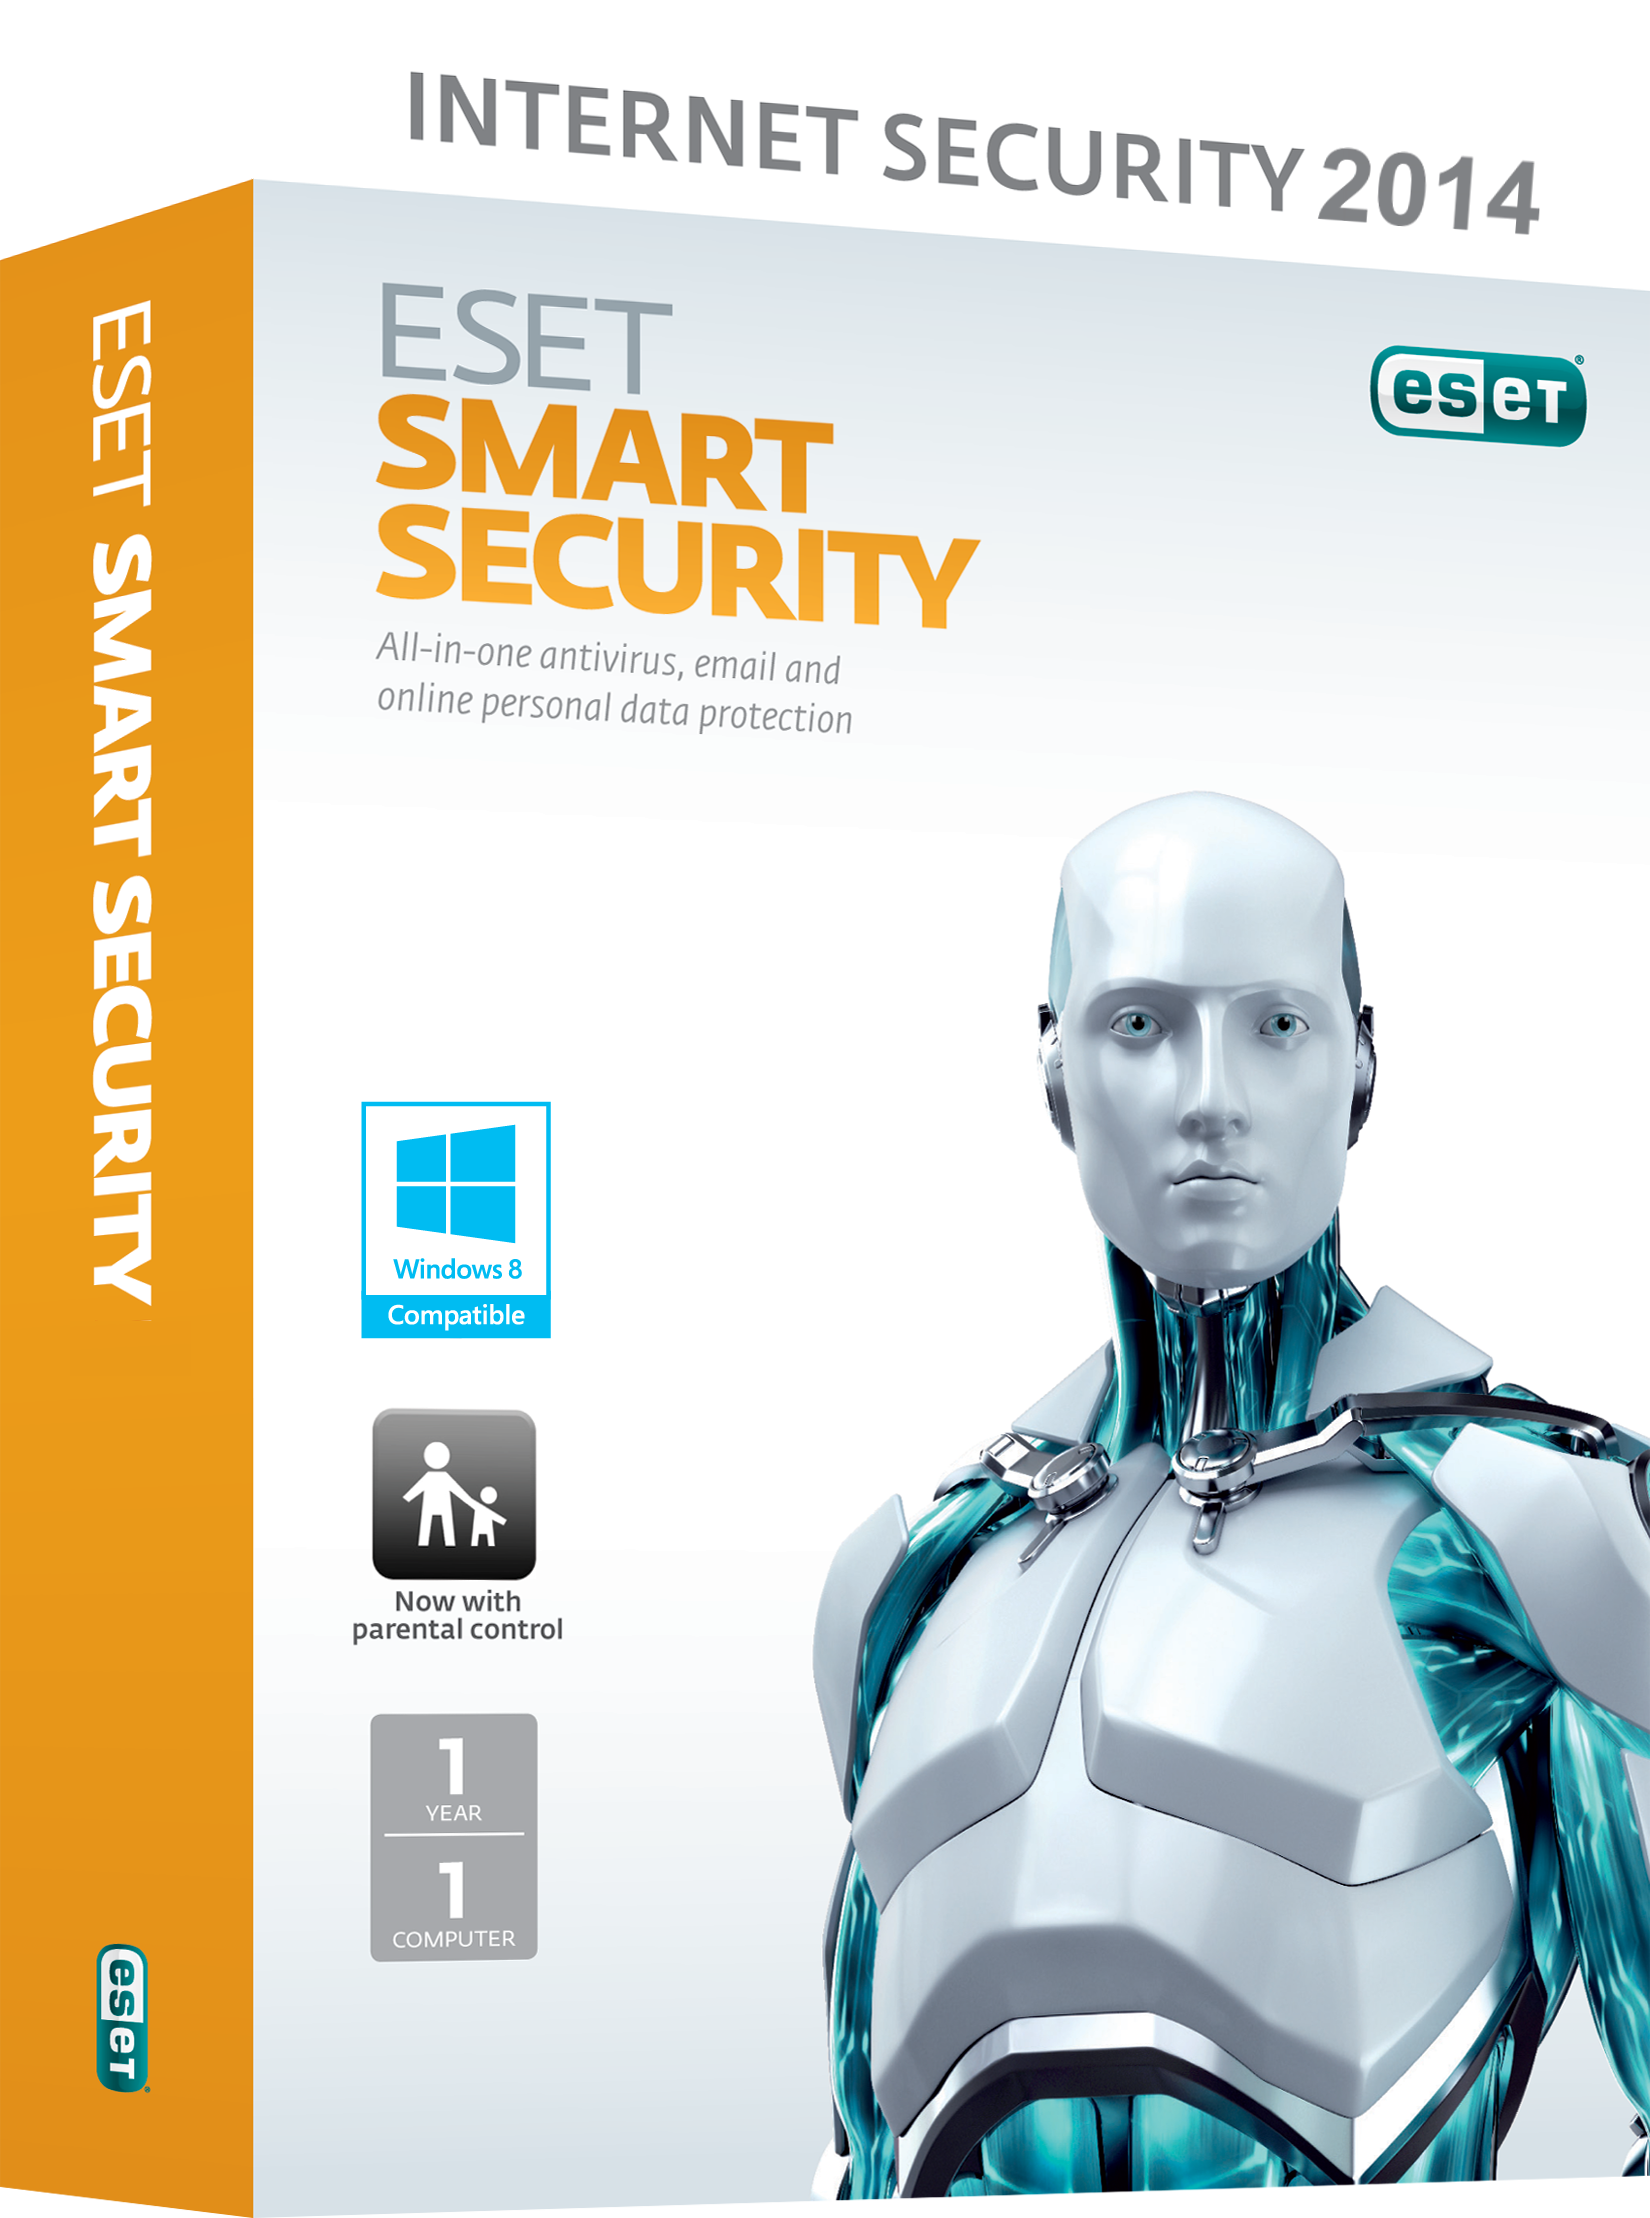 INTERNET SECURITY 2014
ESET SMART SECURITY
eset®
ESET
SMART
SECURITY
All-in-one antivirus, email and
online personal data protection
eset®
Windows 8
Compatible
Now with
parental control
1
YEAR
1
COMPUTER